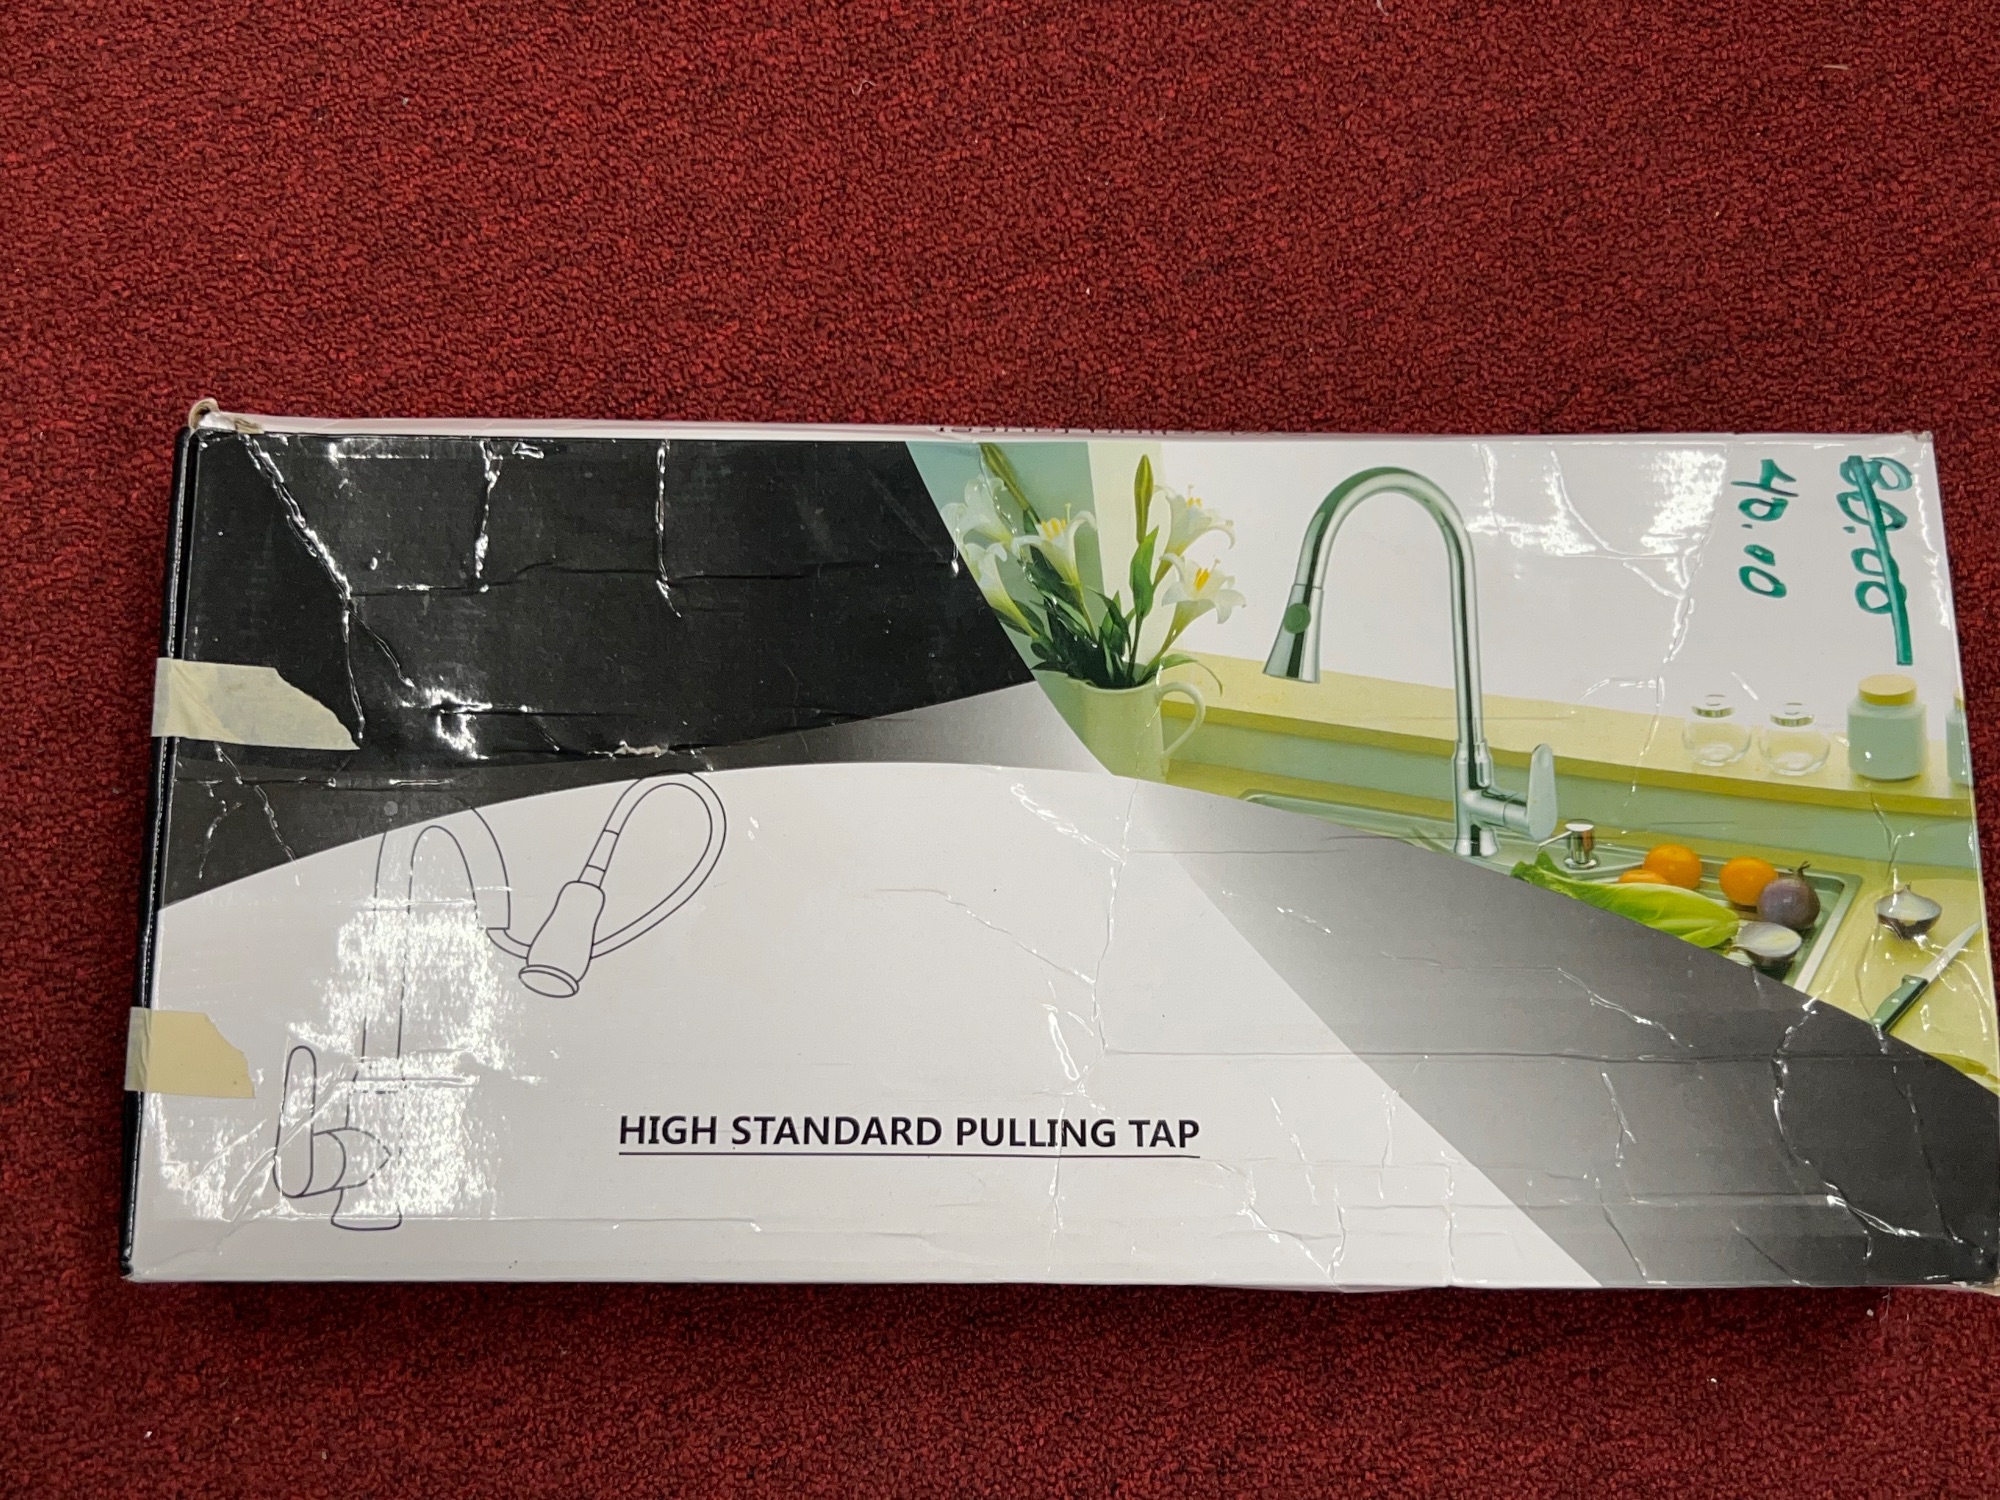 80.00
40.00
HIGH STANDARD PULLING TAP